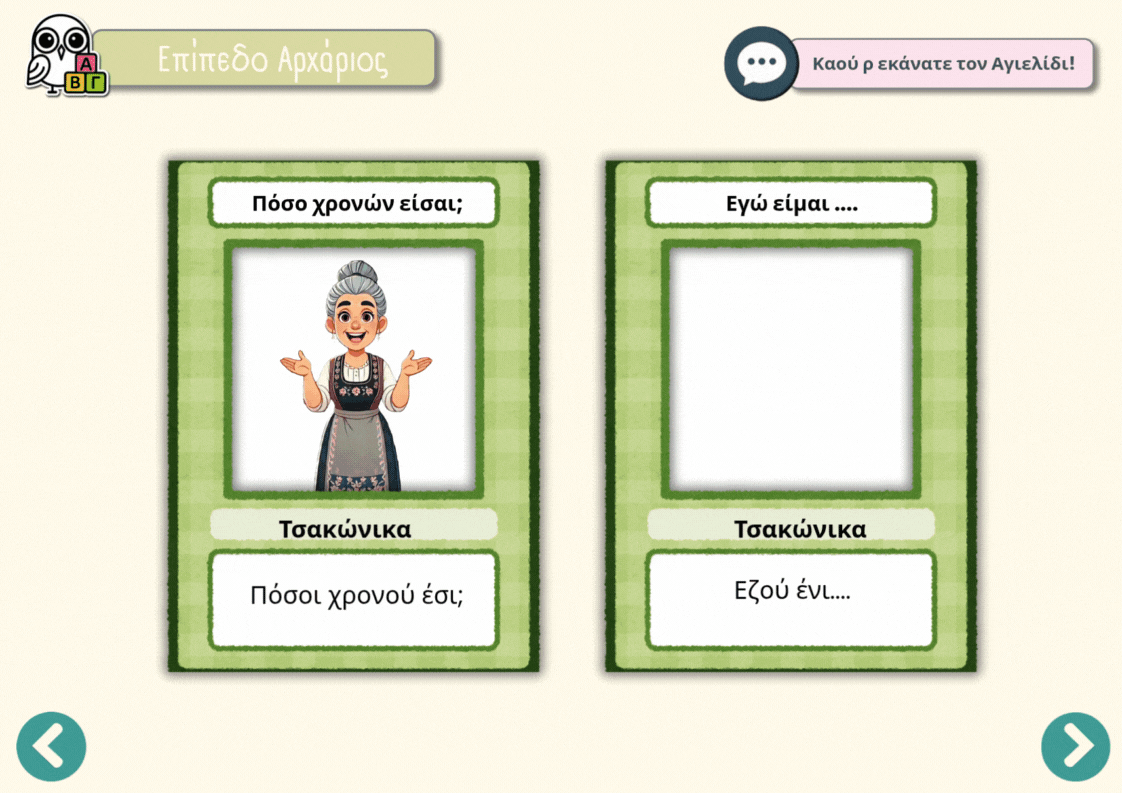 Επίπεδο Αρχάριος
Α
Β Γ
Καού ρ εκάνατε τον Αγιελίδι!
Πόσο χρονών είσαι;
Τσακώνικα
Πόσοι χρονού έσι;
Εγώ είμαι ....
Τσακώνικα
Εζού ένι....